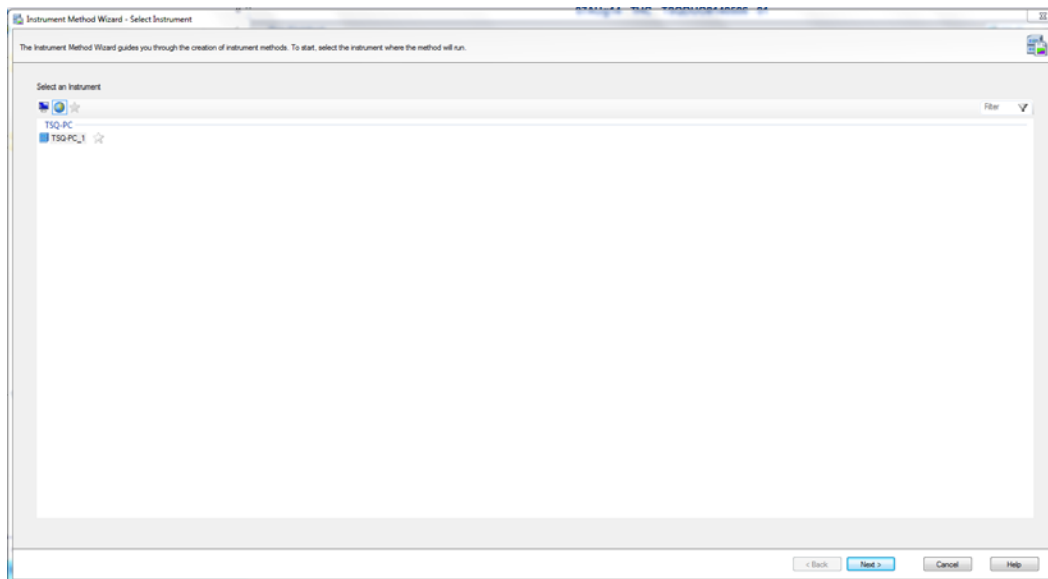 Instrument Method Wizard - Select Instrument
The Instrument Method Wizard guides you through the creation of instrument methods. To start, select the instrument where the method will run.
Select an Instrument
Filter
TSQ-PC
TSQ-PC_1
< Back Next > Cancel Help